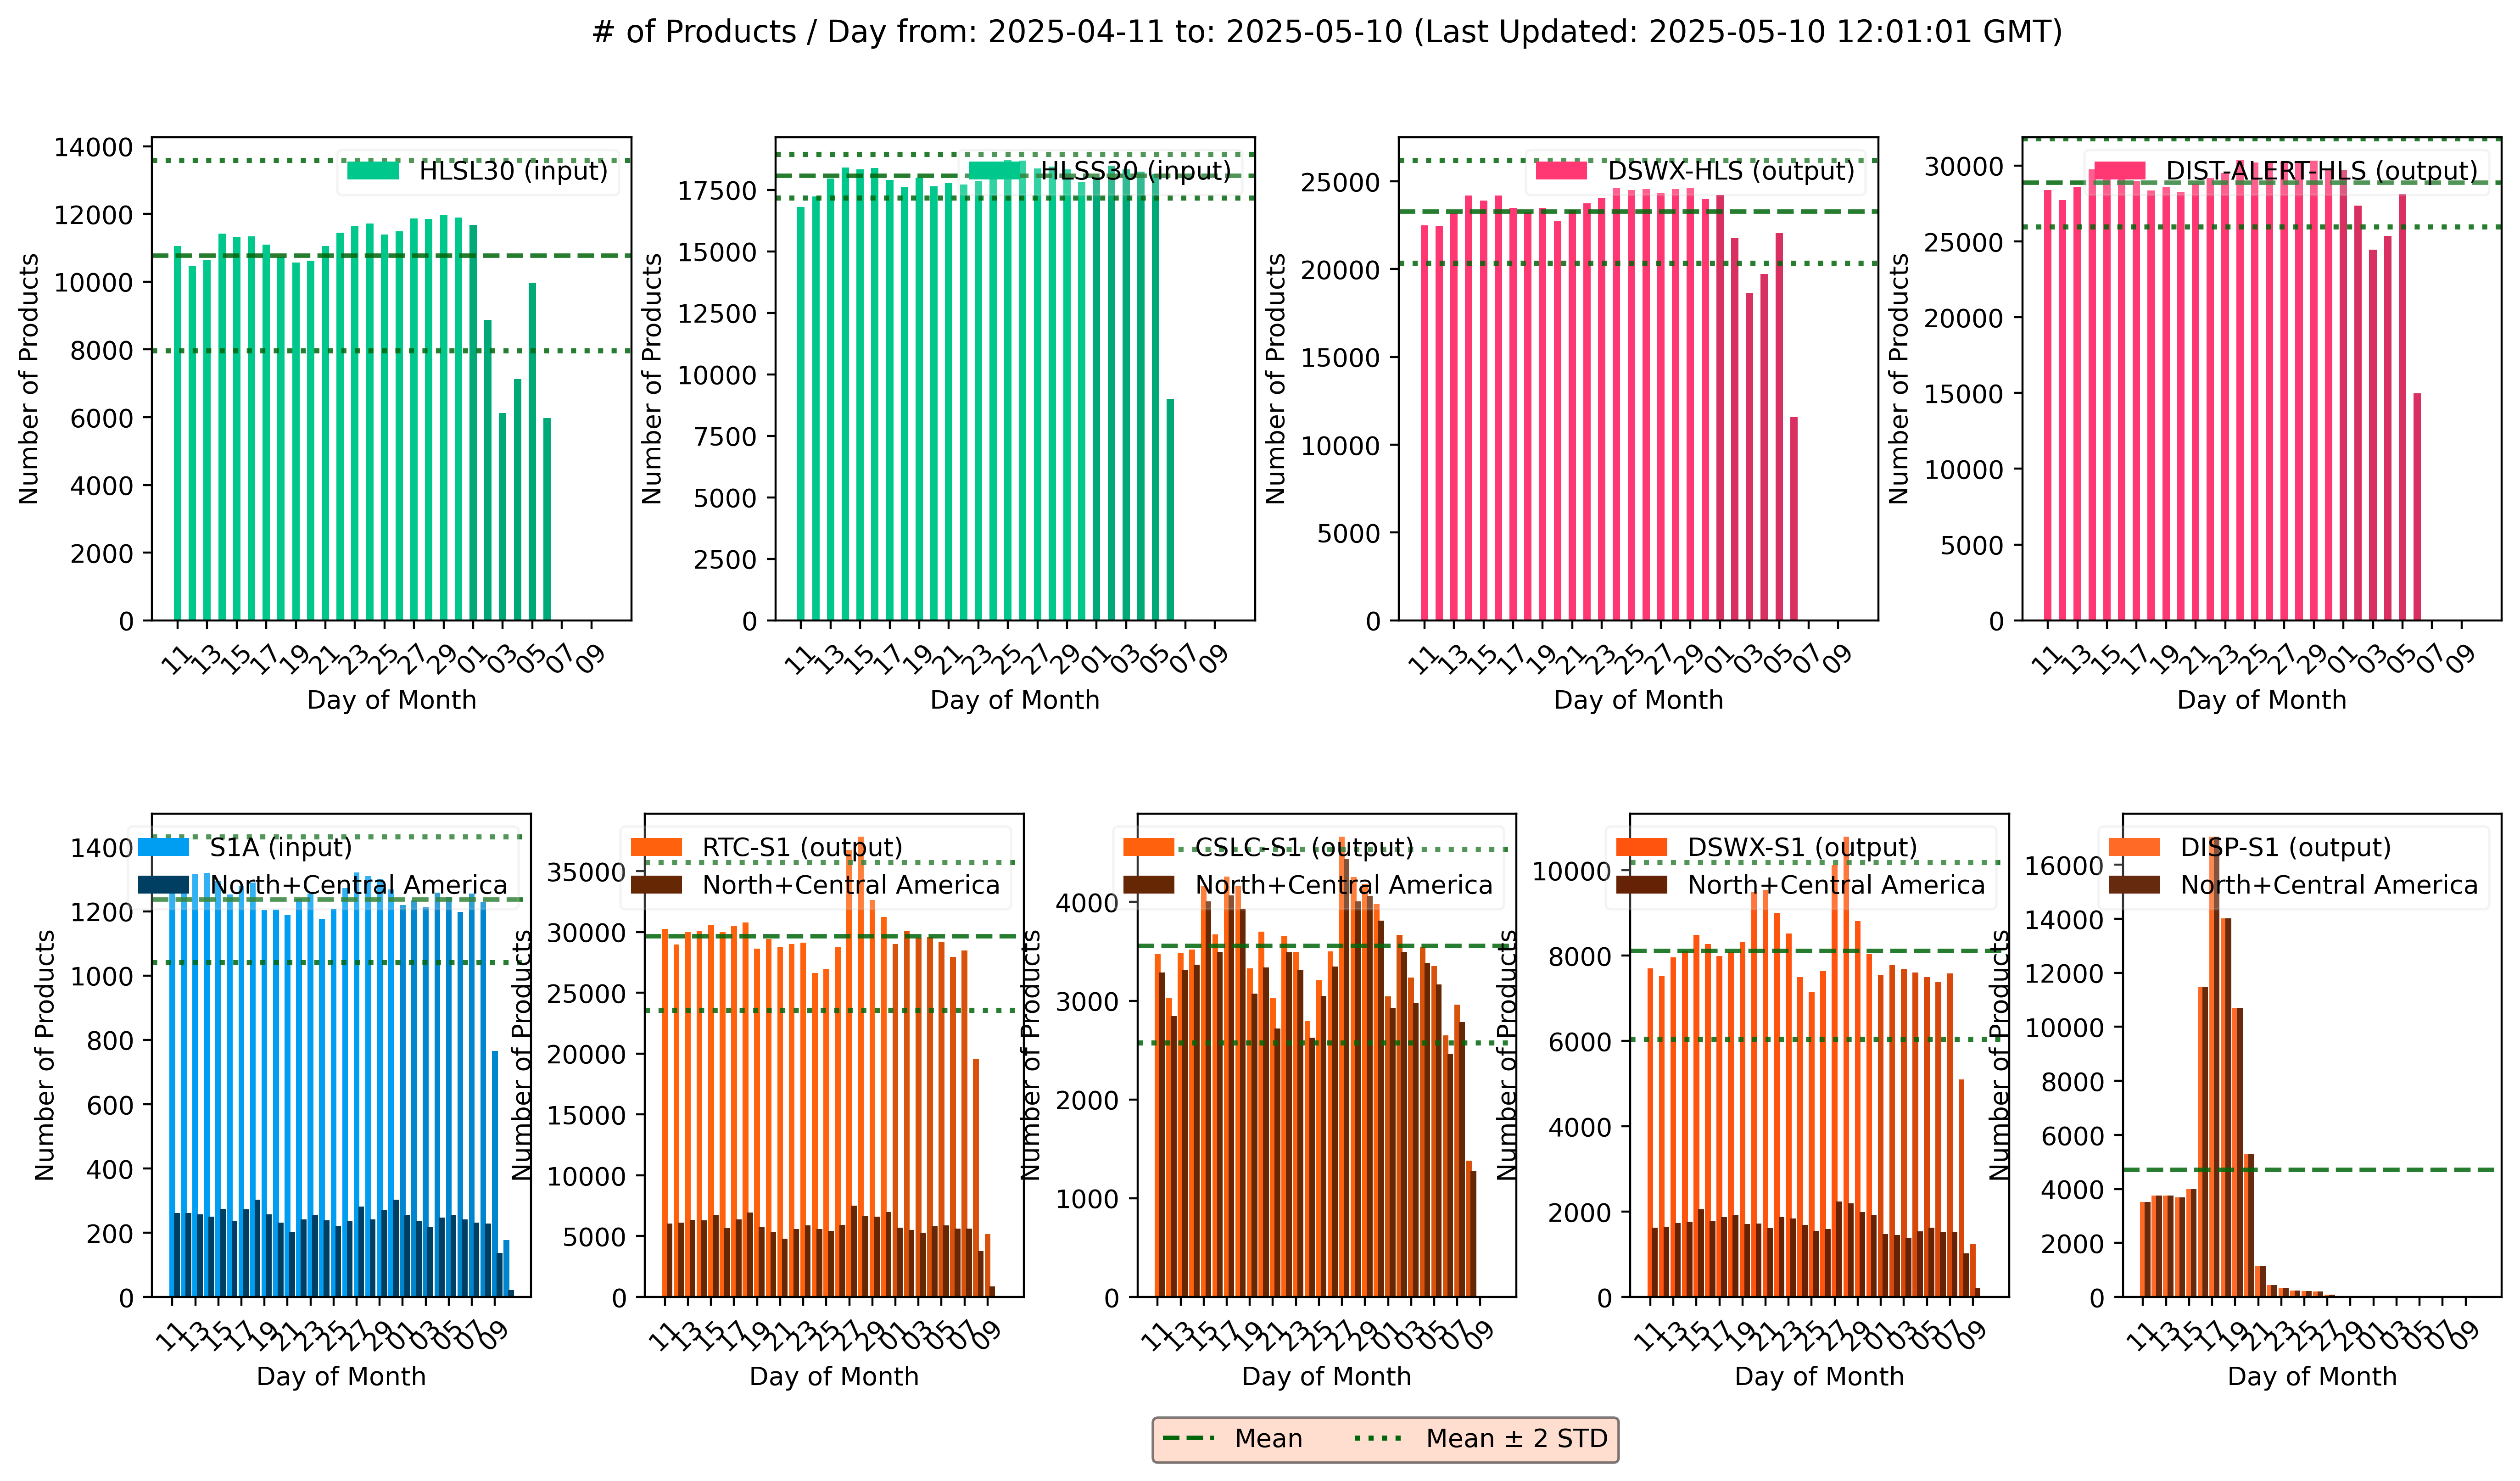 # of Products / Day from: 2025-04-11 to: 2025-05-10 (Last Updated: 2025-05-10 12:01:01 GMT)
HLSL30 (input)
Number of Products
14000
12000
10000
8000
6000
4000
2000
0
11 13 15 17 19 21 23 25 27 29 01 03 05 07 09
Day of Month
HLSS30 (input)
Number of Products
17500
15000
12500
10000
7500
5000
2500
0
11 13 15 17 19 21 23 25 27 29 01 03 05 07 09
Day of Month
DSWX-HLS (output)
Number of Products
25000
20000
15000
10000
5000
0
11 13 15 17 19 21 23 25 27 29 01 03 05 07 09
Day of Month
DIST-ALERT-HLS (output)
Number of Products
30000
25000
20000
15000
10000
5000
0
11 13 15 17 19 21 23 25 27 29 01 03 05 07 09
Day of Month
S1A (input)
North+Central America
Number of Products
1400
1200
1000
800
600
400
200
0
11 13 15 17 19 21 23 25 27 29 01 03 05 07 09
Day of Month
RTC-S1 (output)
North+Central America
Number of Products
35000
30000
25000
20000
15000
10000
5000
0
11 13 15 17 19 21 23 25 27 29 01 03 05 07 09
Day of Month
CSLC-S1 (output)
North+Central America
Number of Products
4000
3000
2000
1000
0
11 13 15 17 19 21 23 25 27 29 01 03 05 07 09
Day of Month
DSWX-S1 (output)
North+Central America
Number of Products
10000
8000
6000
4000
2000
0
11 13 15 17 19 21 23 25 27 29 01 03 05 07 09
Day of Month
DISP-S1 (output)
North+Central America
Number of Products
16000
14000
12000
10000
8000
6000
4000
2000
0
11 13 15 17 19 21 23 25 27 29 01 03 05 07 09
Day of Month
Mean
Mean ± 2 STD